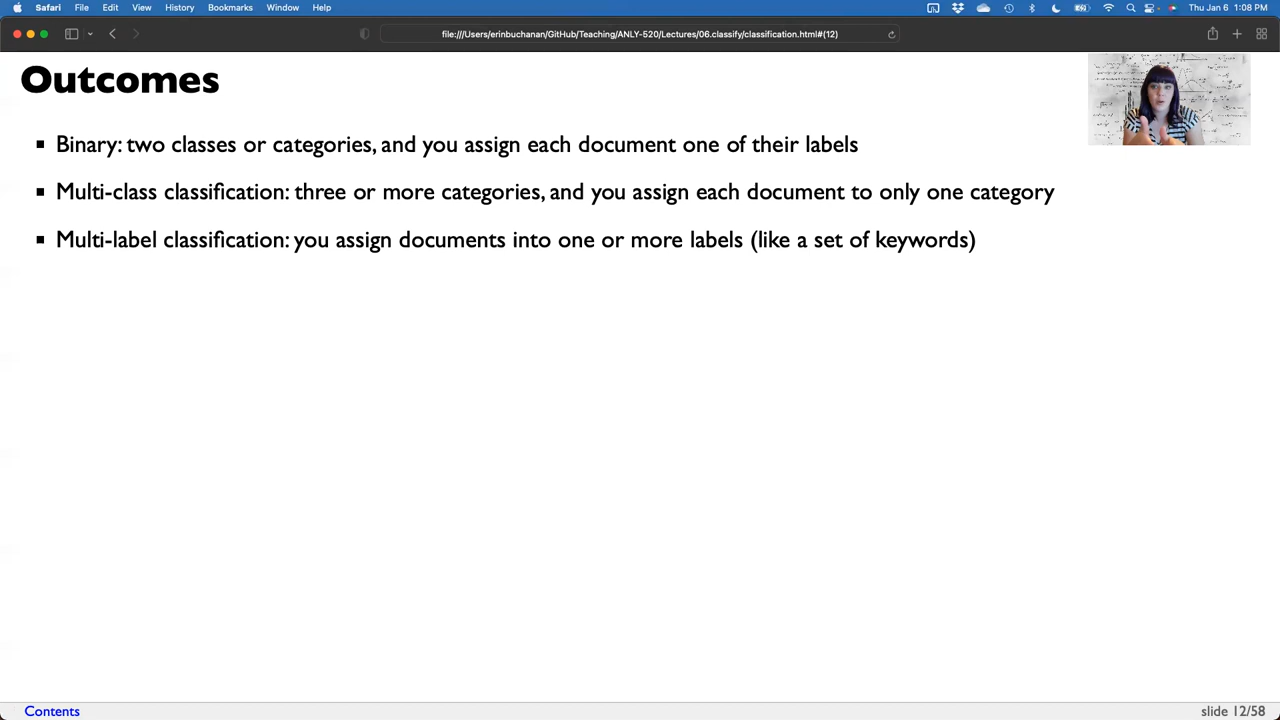 Safari File Edit View History Bookmarks Window Help Thu Jan 6 1:08 PM
file:///Users/erinbuchanan/GitHub/Teaching/ANLY-520/Lectures/06.classify/classification.html#(12)
Outcomes
Binary: two classes or categories, and you assign each document one of their labels
Multi-class classification: three or more categories, and you assign each document to only one category
Multi-label classification: you assign documents into one or more labels (like a set of keywords)
Contents slide 12/58